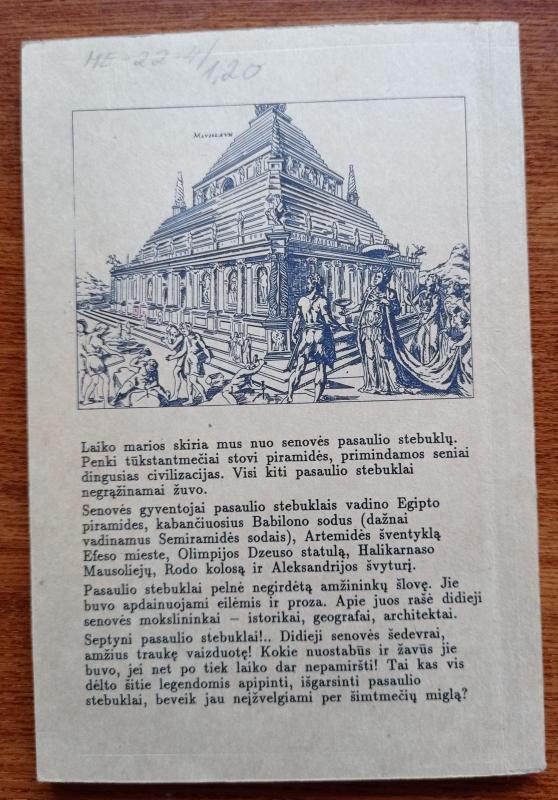 ME-22-4/1,20
MAVSOLAEVM
Laiko marios skiria mus nuo senovės pasaulio stebuklų.
Penki tūkstantmečiai stovi piramidės, primindamos seniai
dingusias civilizacijas. Visi kiti pasaulio stebuklai
negrąžinamai žuvo.
Senovės gyventojai pasaulio stebuklais vadino Egipto
piramides, kabančiuosius Babilono sodus (dažnai
vadinamus Semiramidės sodais), Artemidės šventyklą
Efeso mieste, Olimpijos Dzeuso statulą, Halikarnaso
Mausoliejų, Rodo kolosą ir Aleksandrijos švyturį.
Pasaulio stebuklai pelnė negirdėtą amžininkų šlovę. Jie
buvo apdainuojami eilėmis ir proza. Apie juos rašė didieji
senovės mokslininkai – istorikai, geografai, architektai.
Septyni pasaulio stebuklai!.. Didieji senovės šedevrai,
amžius traukę vaizduotę! Kokie nuostabūs ir žavūs jie
buvo, jei net po tiek laiko dar nepamiršti! Tai kas vis
dėlto šitie legendomis apipinti, išgarsinti pasaulio
stebuklai, beveik jau neįžvelgiami per šimtmečių miglą?